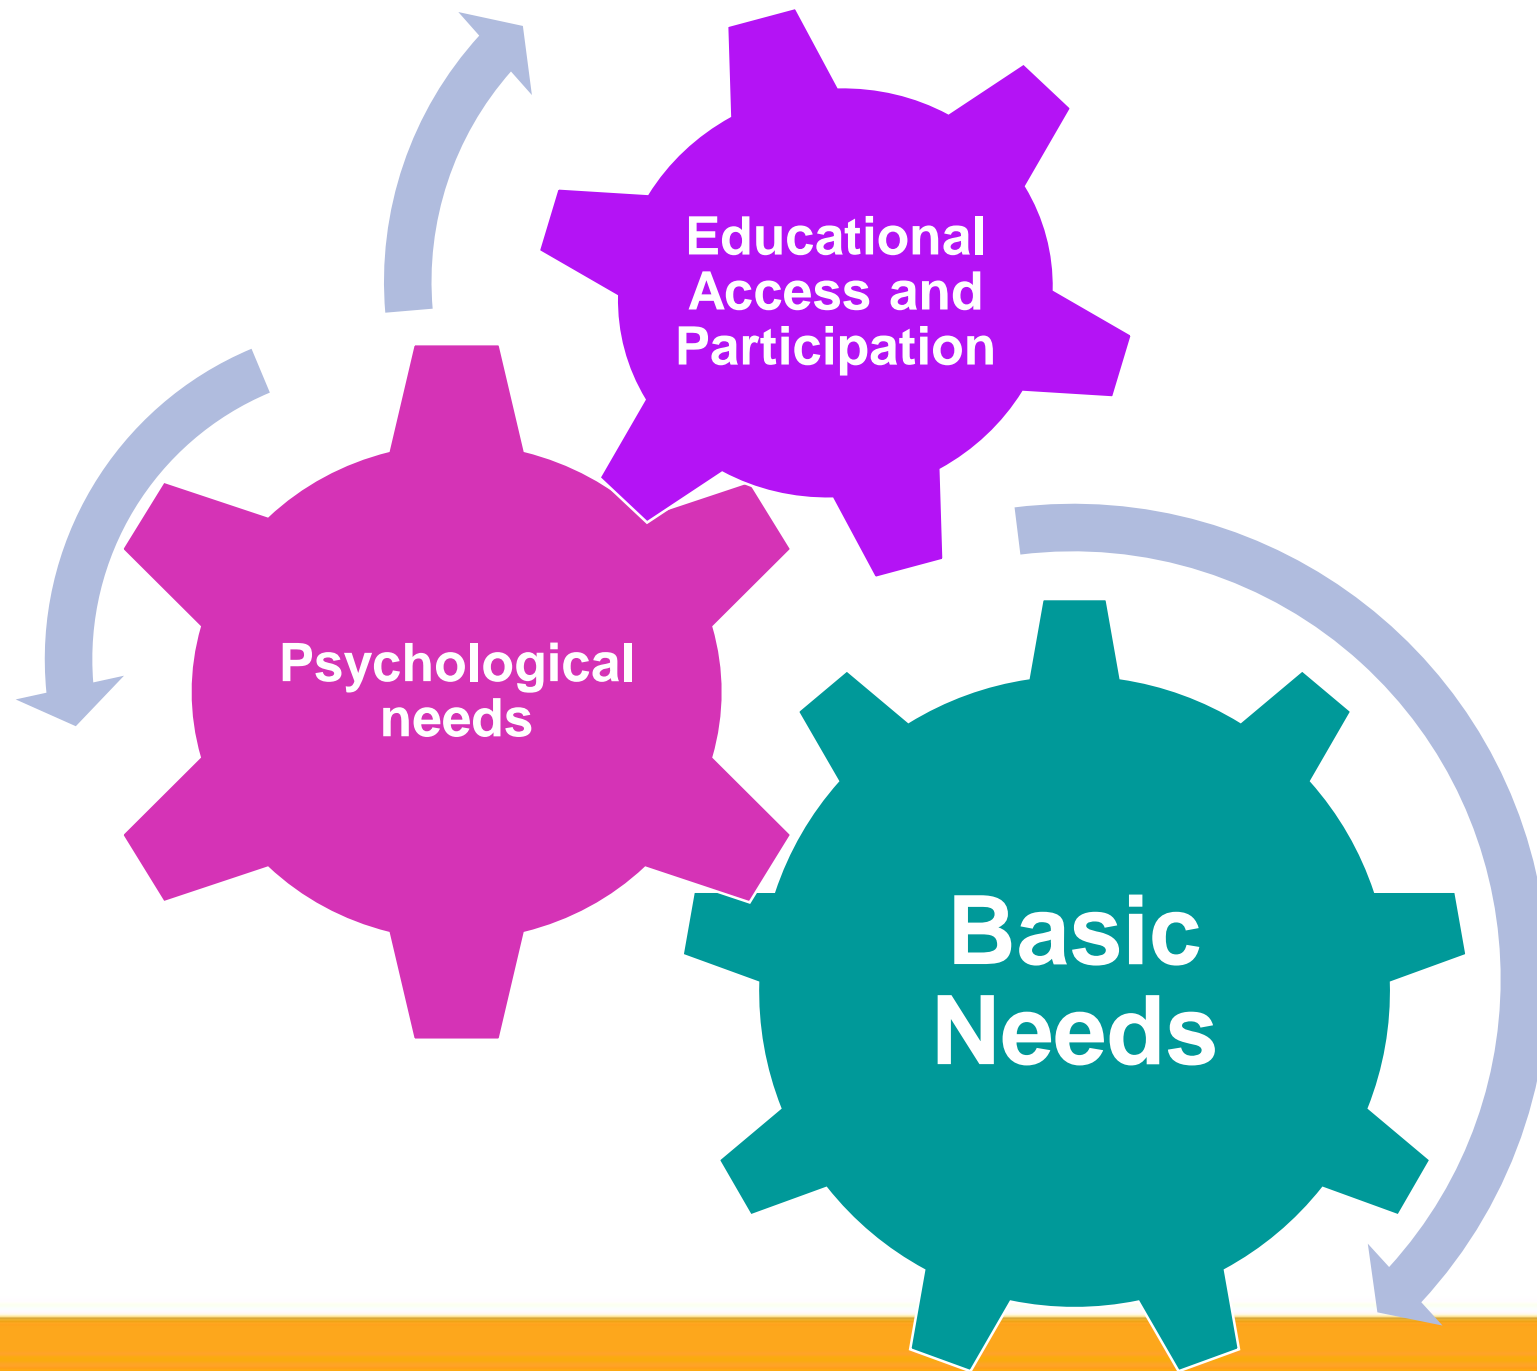 Educational
Access and
Participation
Psychological
needs
Basic
Needs